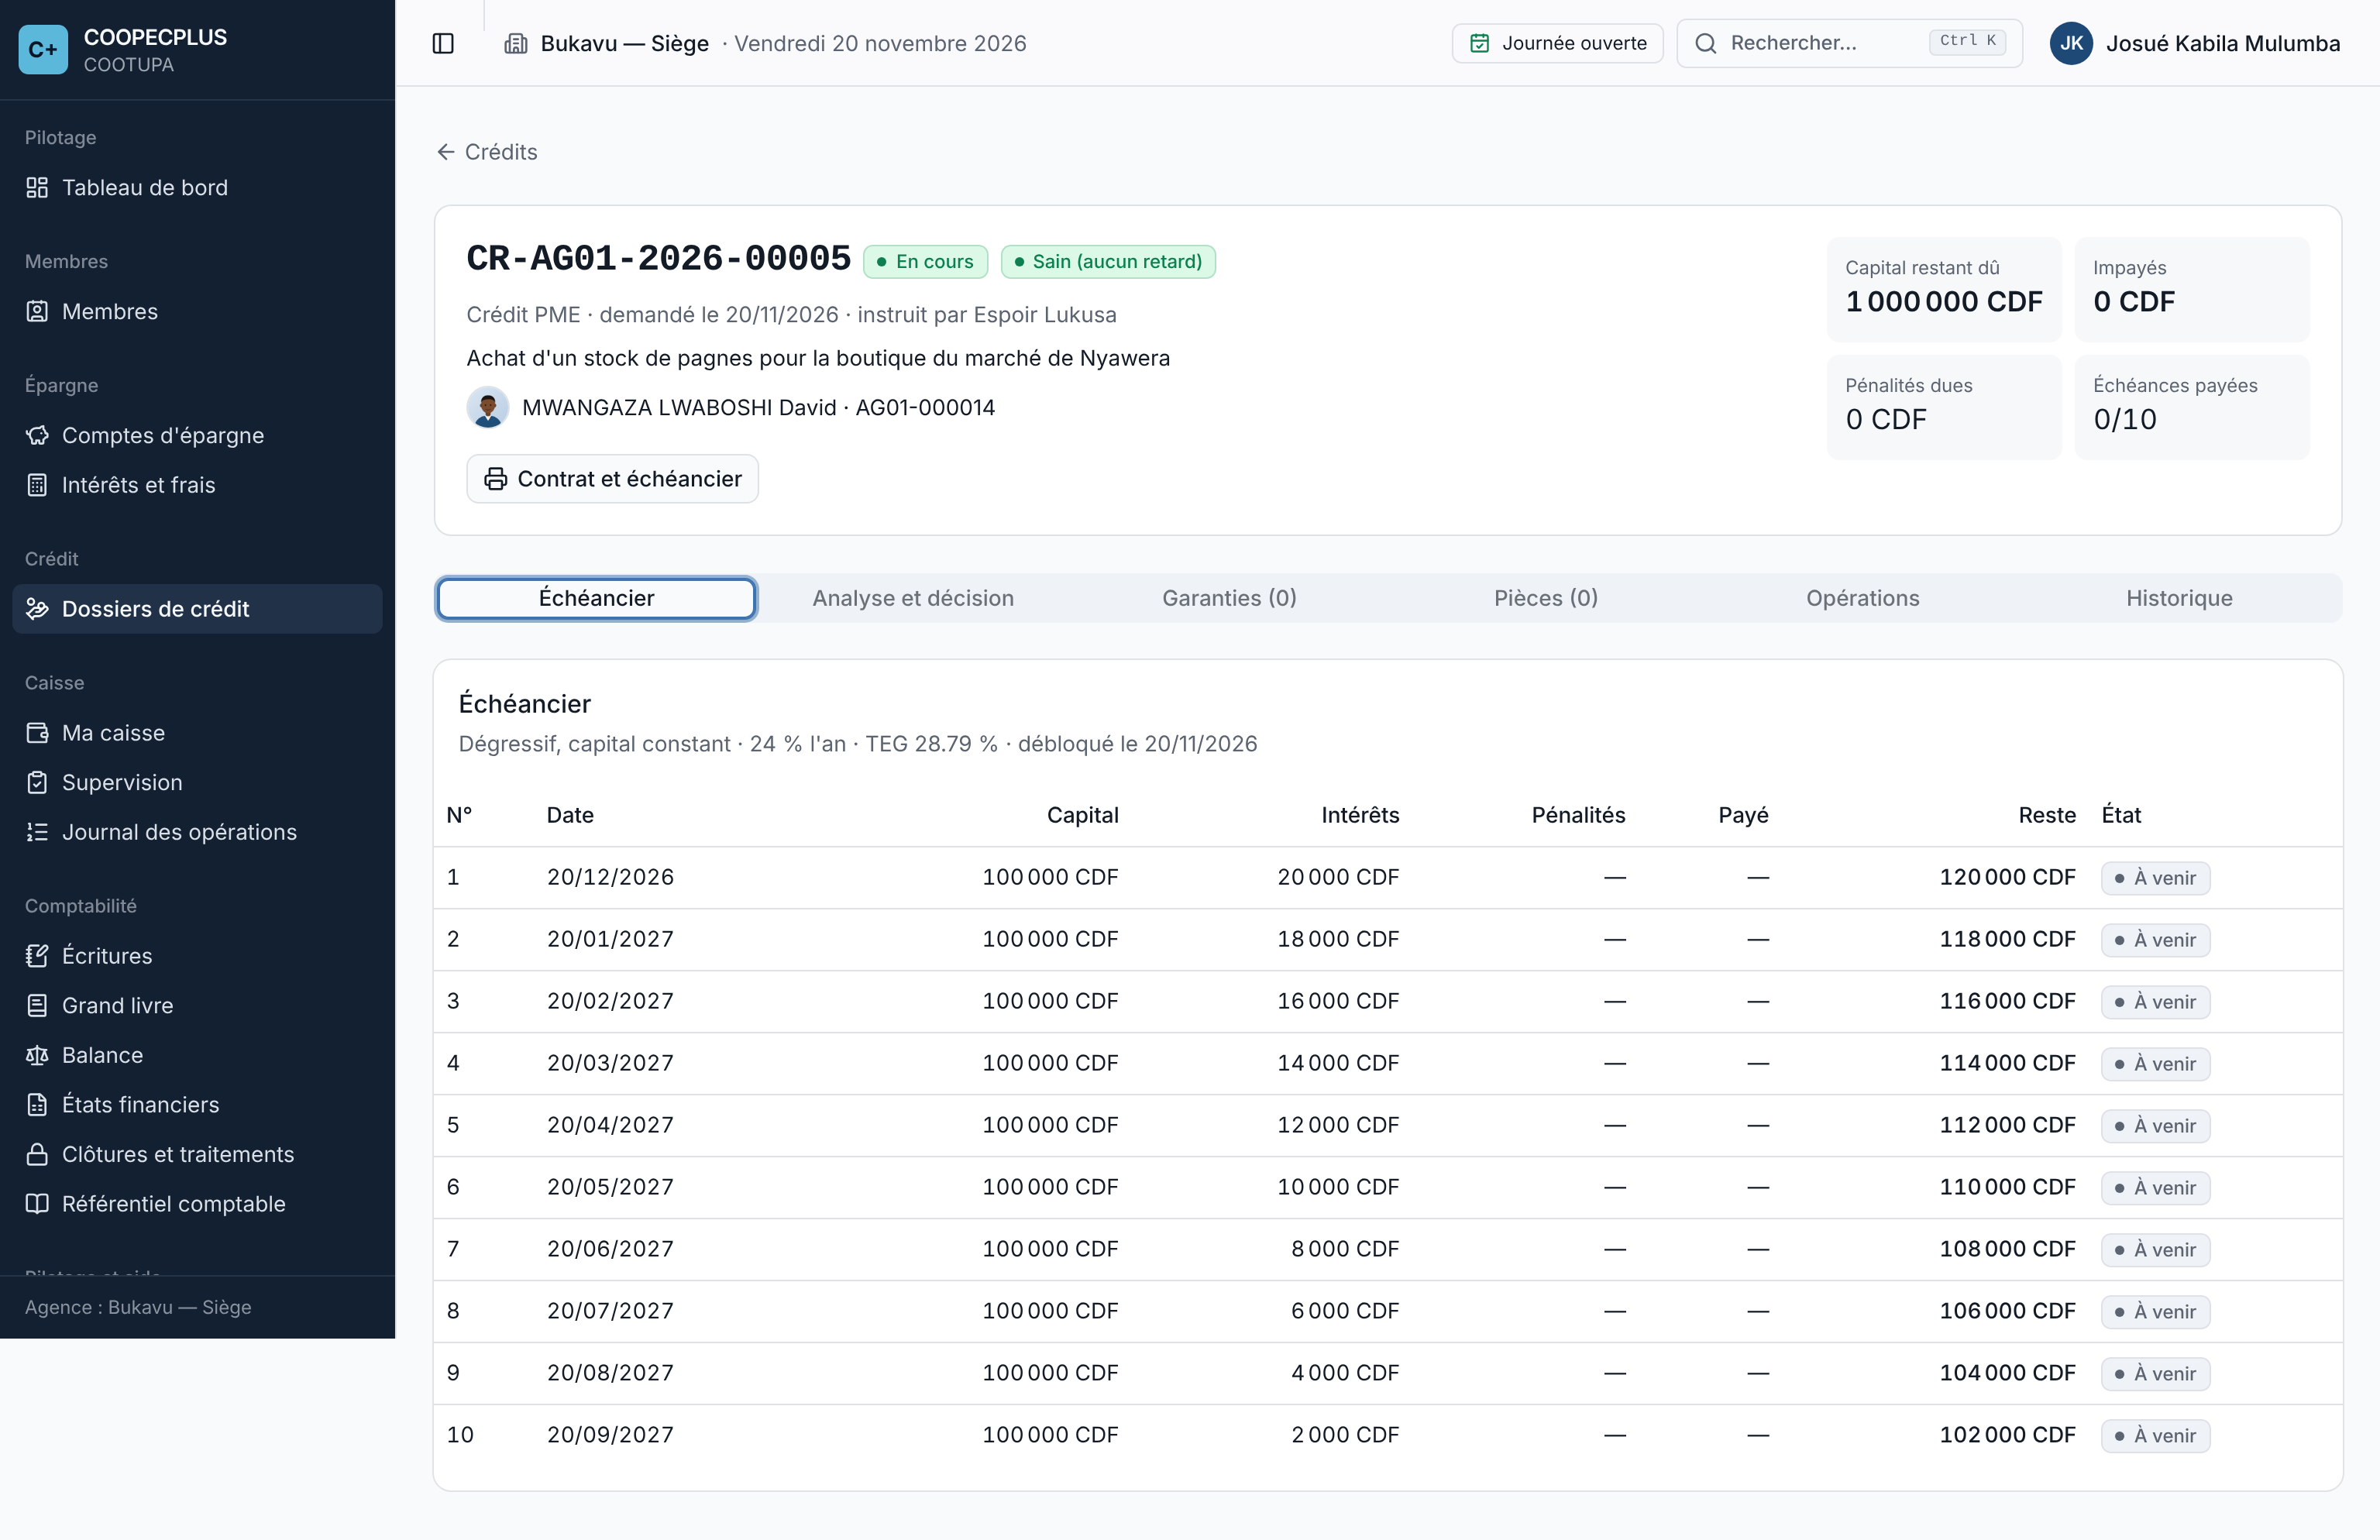 C+
COOPECPLUS
COOTUPA
Pilotage
Tableau de bord
Membres
Membres
Épargne
Comptes d'épargne
Intérêts et frais
Crédit
Dossiers de crédit
Caisse
Ma caisse
Supervision
Journal des opérations
Comptabilité
Écritures
Grand livre
Balance
États financiers
Clôtures et traitements
Référentiel comptable
Agence : Bukavu — Siège
Bukavu — Siège · Vendredi 20 novembre 2026
Journée ouverte
Rechercher... Ctrl K
JK Josué Kabila Mulumba
← Crédits
CR-AG01-2026-00005 En cours Sain (aucun retard)
Crédit PME · demandé le 20/11/2026 · instruit par Espoir Lukusa
Achat d'un stock de pagnes pour la boutique du marché de Nyawera
MWANGAZA LWABOSHI David · AG01-000014
Contrat et échéancier
Capital restant dû
1 000 000 CDF
Impayés
0 CDF
Pénalités dues
0 CDF
Échéances payées
0/10
Échéancier Analyse et décision Garanties (0) Pièces (0) Opérations Historique
Échéancier
Dégressif, capital constant · 24 % l'an · TEG 28.79 % · débloqué le 20/11/2026
N° Date Capital Intérêts Pénalités Payé Reste État
1 20/12/2026 100 000 CDF 20 000 CDF — — 120 000 CDF À venir
2 20/01/2027 100 000 CDF 18 000 CDF — — 118 000 CDF À venir
3 20/02/2027 100 000 CDF 16 000 CDF — — 116 000 CDF À venir
4 20/03/2027 100 000 CDF 14 000 CDF — — 114 000 CDF À venir
5 20/04/2027 100 000 CDF 12 000 CDF — — 112 000 CDF À venir
6 20/05/2027 100 000 CDF 10 000 CDF — — 110 000 CDF À venir
7 20/06/2027 100 000 CDF 8 000 CDF — — 108 000 CDF À venir
8 20/07/2027 100 000 CDF 6 000 CDF — — 106 000 CDF À venir
9 20/08/2027 100 000 CDF 4 000 CDF — — 104 000 CDF À venir
10 20/09/2027 100 000 CDF 2 000 CDF — — 102 000 CDF À venir